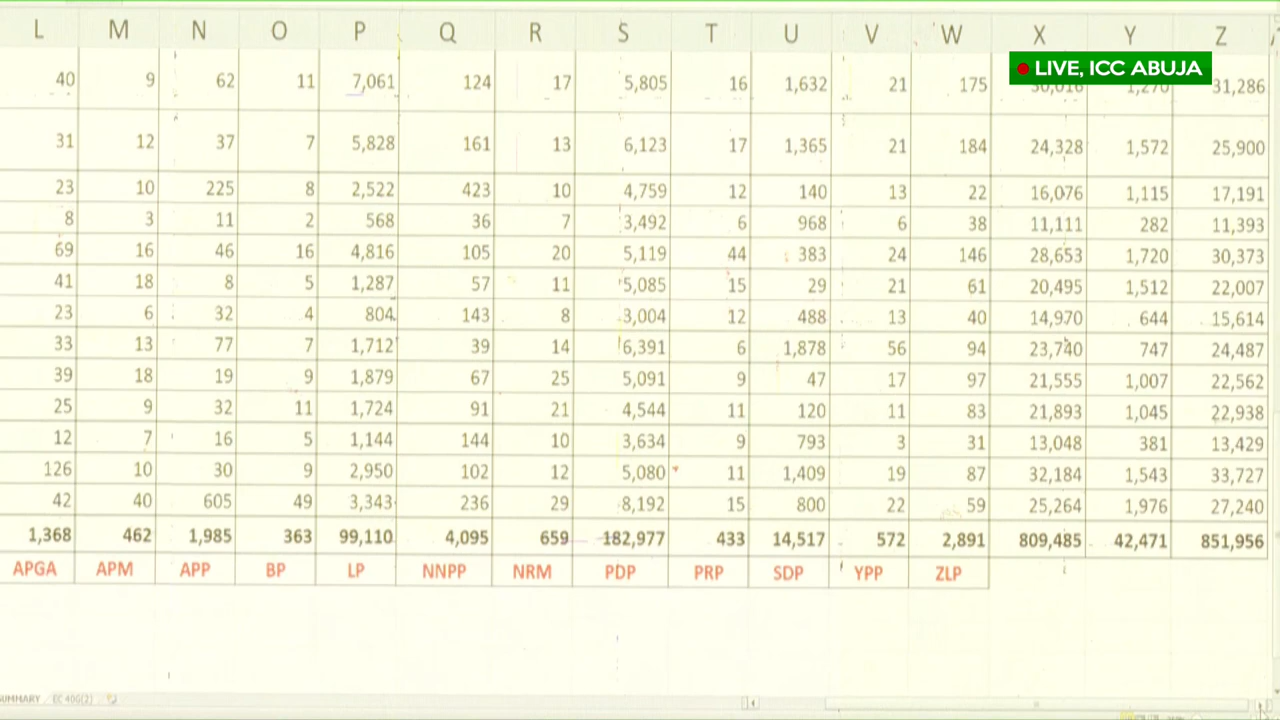 L M N O P Q R S T U V W X Y Z
LIVE, ICC ABUJA
40 9 62 11 7,061 124 17 5,805 16 1,632 21 175 30,016 1,270 31,286
31 12 37 7 5,828 161 13 6,123 17 1,365 21 184 24,328 1,572 25,900
23 10 225 8 2,522 423 10 4,759 12 140 13 22 16,076 1,115 17,191
8 3 11 2 568 36 7 3,492 6 968 6 38 11,111 282 11,393
69 16 46 16 4,816 105 20 5,119 44 383 24 146 28,653 1,720 30,373
41 18 8 5 1,287 57 11 5,085 15 29 21 61 20,495 1,512 22,007
23 6 32 4 804 143 8 3,004 12 488 13 40 14,970 644 15,614
33 13 77 7 1,712 39 14 6,391 6 1,878 56 94 23,740 747 24,487
39 18 19 9 1,879 67 25 5,091 9 47 17 97 21,555 1,007 22,562
25 9 32 11 1,724 91 21 4,544 11 120 11 83 21,893 1,045 22,938
12 7 16 5 1,144 144 10 3,634 9 793 3 31 13,048 381 13,429
126 10 30 9 2,950 102 12 5,080 11 1,409 19 87 32,184 1,543 33,727
42 40 605 49 3,343 236 29 8,192 15 800 22 59 25,264 1,976 27,240
1,368 462 1,985 363 99,110 4,095 659 182,977 433 14,517 572 2,891 809,485 42,471 851,956
APGA APM APP BP LP NNPP NRM PDP PRP SDP YPP ZLP
SUMMARY EC 40G(2)